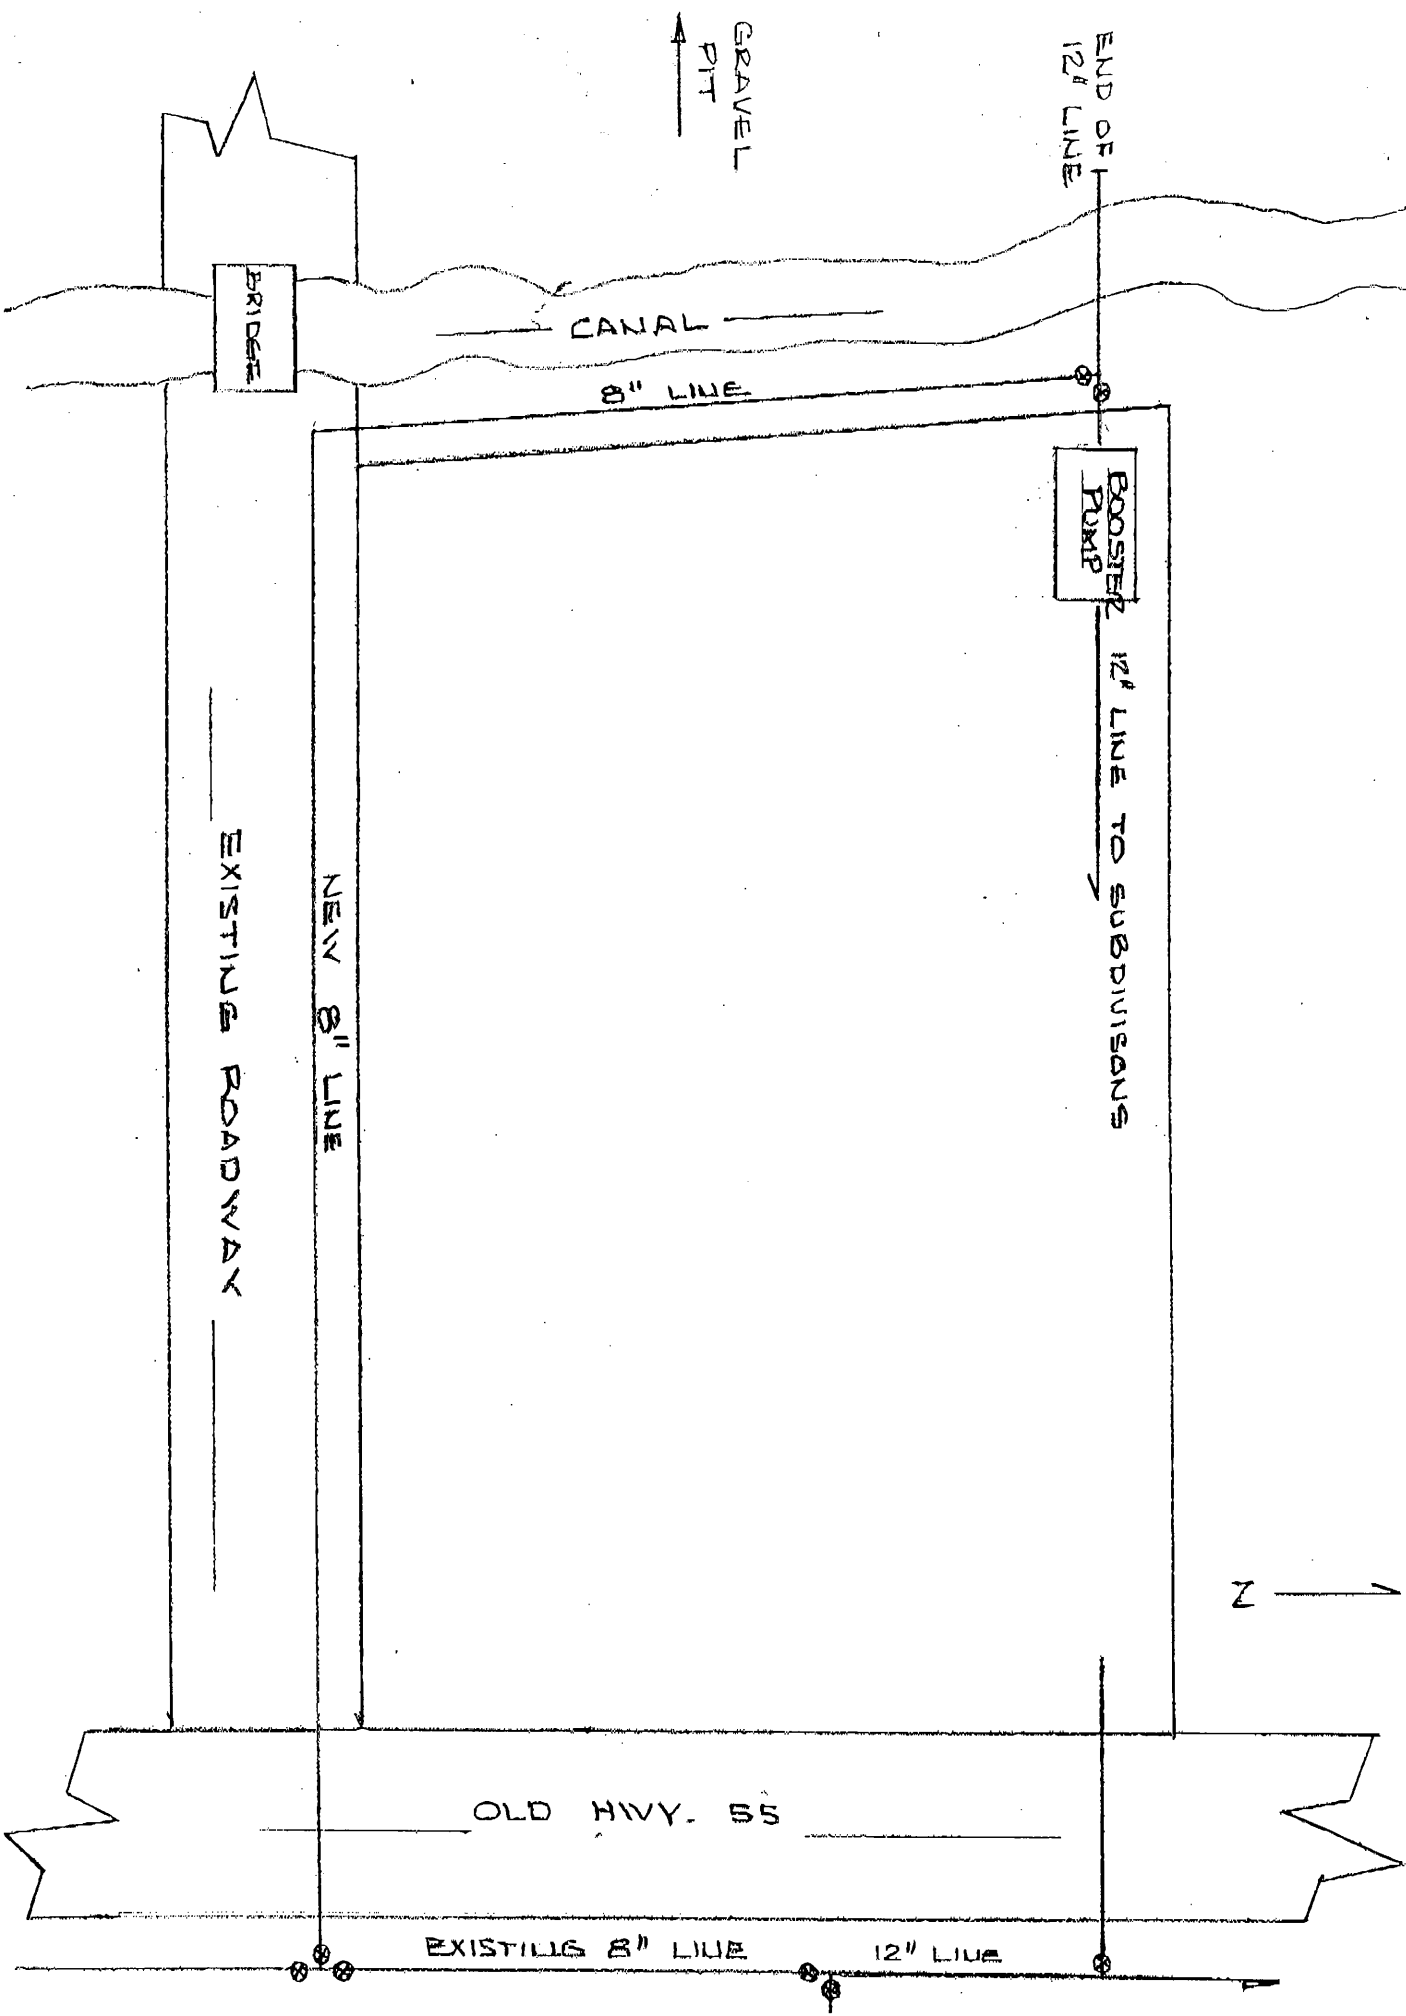 GRAVEL
PIT
END OF
12" LINE
BRIDGE
CANAL
8" LINE
BOOSTER
PUMP
12" LINE TO SUBDIVISONS
NEW 8" LINE
EXISTING ROADWAY
N
OLD HWY. 55
EXISTING 8" LINE
12" LINE